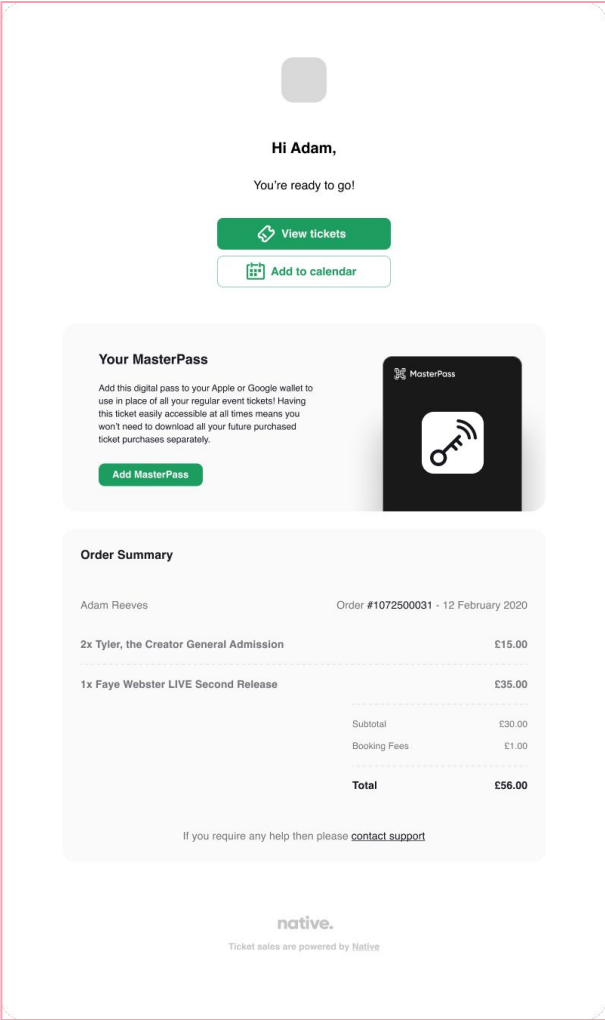 Hi Adam,
You're ready to go!
View tickets
Add to calendar
Your MasterPass
Add this digital pass to your Apple or Google wallet to
use in place of all your regular event tickets! Having
this ticket easily accessible at all times means you
won't need to download all your future purchased
ticket purchases separately.
Add MasterPass
MasterPass
Order Summary
Adam Reeves Order #1072500031 - 12 February 2020
2x Tyler, the Creator General Admission £15.00
1x Faye Webster LIVE Second Release £35.00
Subtotal £30.00
Booking Fees £1.00
Total £56.00
If you require any help then please contact support
native.
Ticket sales are powered by Native